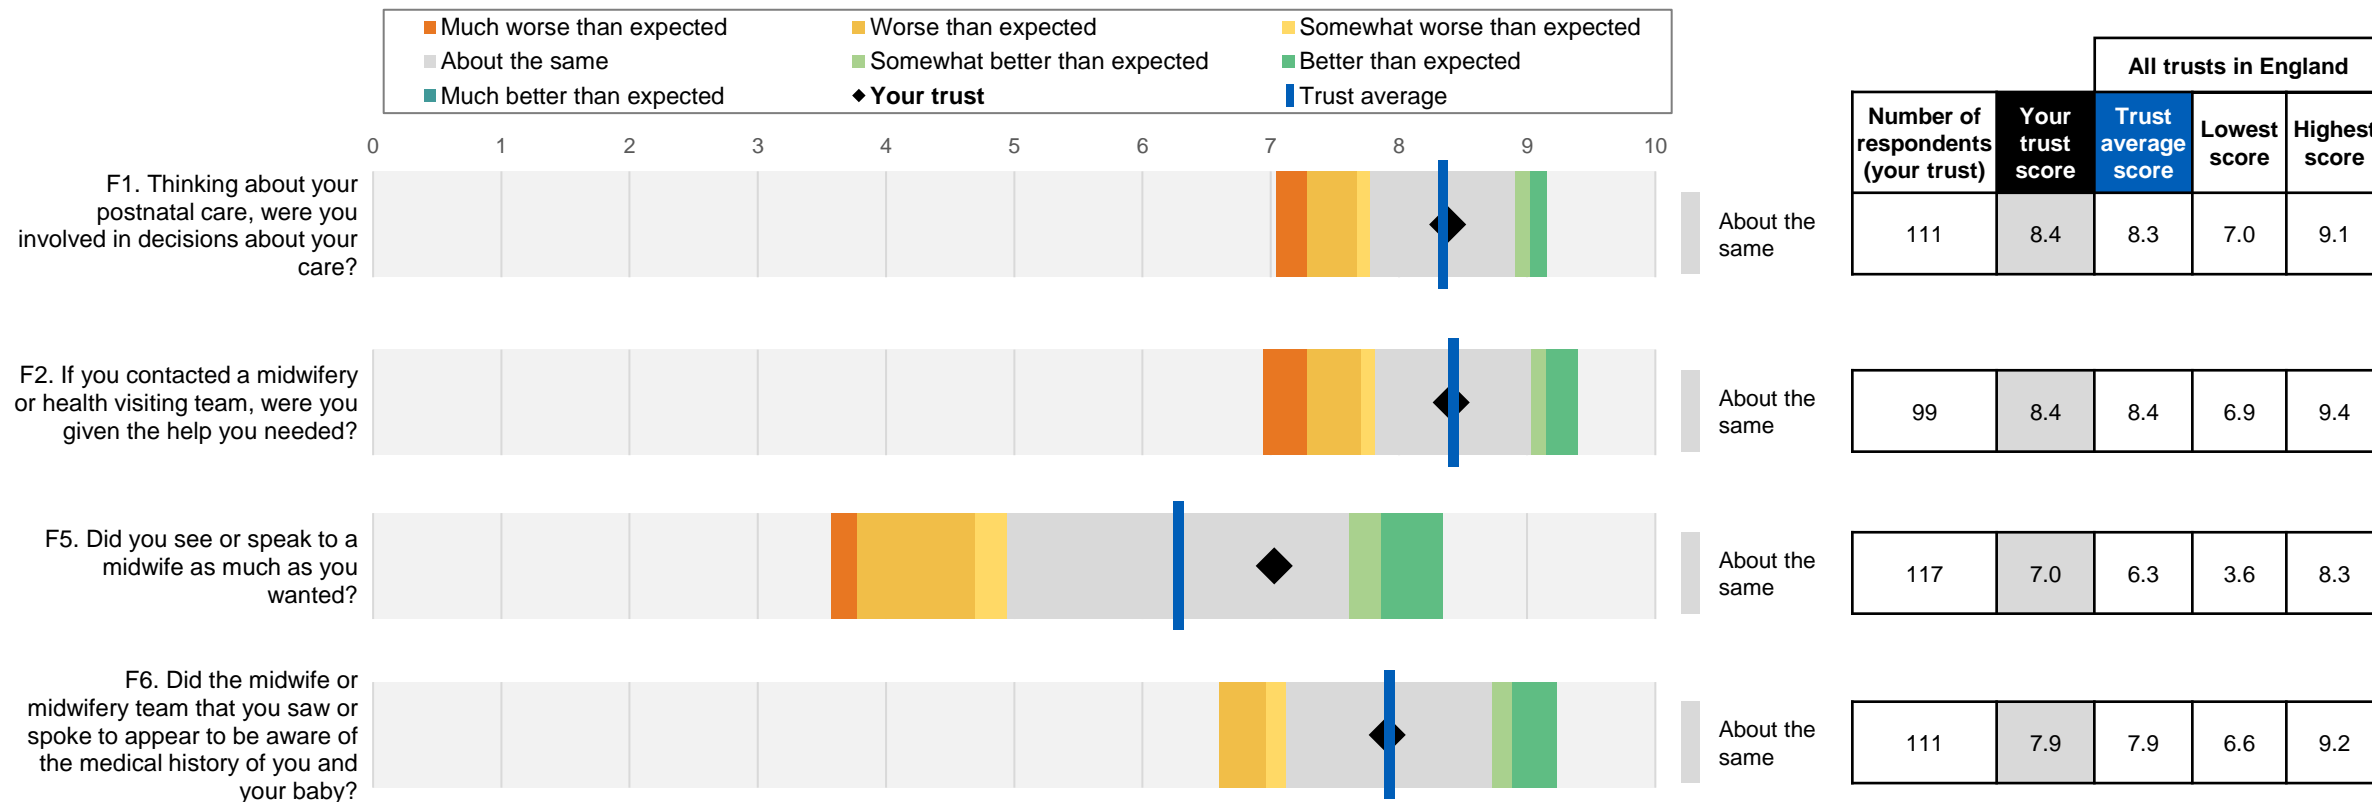 Much worse than expected
Worse than expected
Somewhat worse than expected
About the same
Somewhat better than expected
Better than expected
Much better than expected
Your trust
Trust average
0 1 2 3 4 5 6 7 8 9 10
All trusts in England
Number of
respondents
(your trust)
Your
trust
score
Trust
average
score
Lowest
score
Highest
score
F1. Thinking about your
postnatal care, were you
involved in decisions about your
care?
About the
same
111 8.4 8.3 7.0 9.1
F2. If you contacted a midwifery
or health visiting team, were you
given the help you needed?
About the
same
99 8.4 8.4 6.9 9.4
F5. Did you see or speak to a
midwife as much as you
wanted?
About the
same
117 7.0 6.3 3.6 8.3
F6. Did the midwife or
midwifery team that you saw or
spoke to appear to be aware of
the medical history of you and
your baby?
About the
same
111 7.9 7.9 6.6 9.2